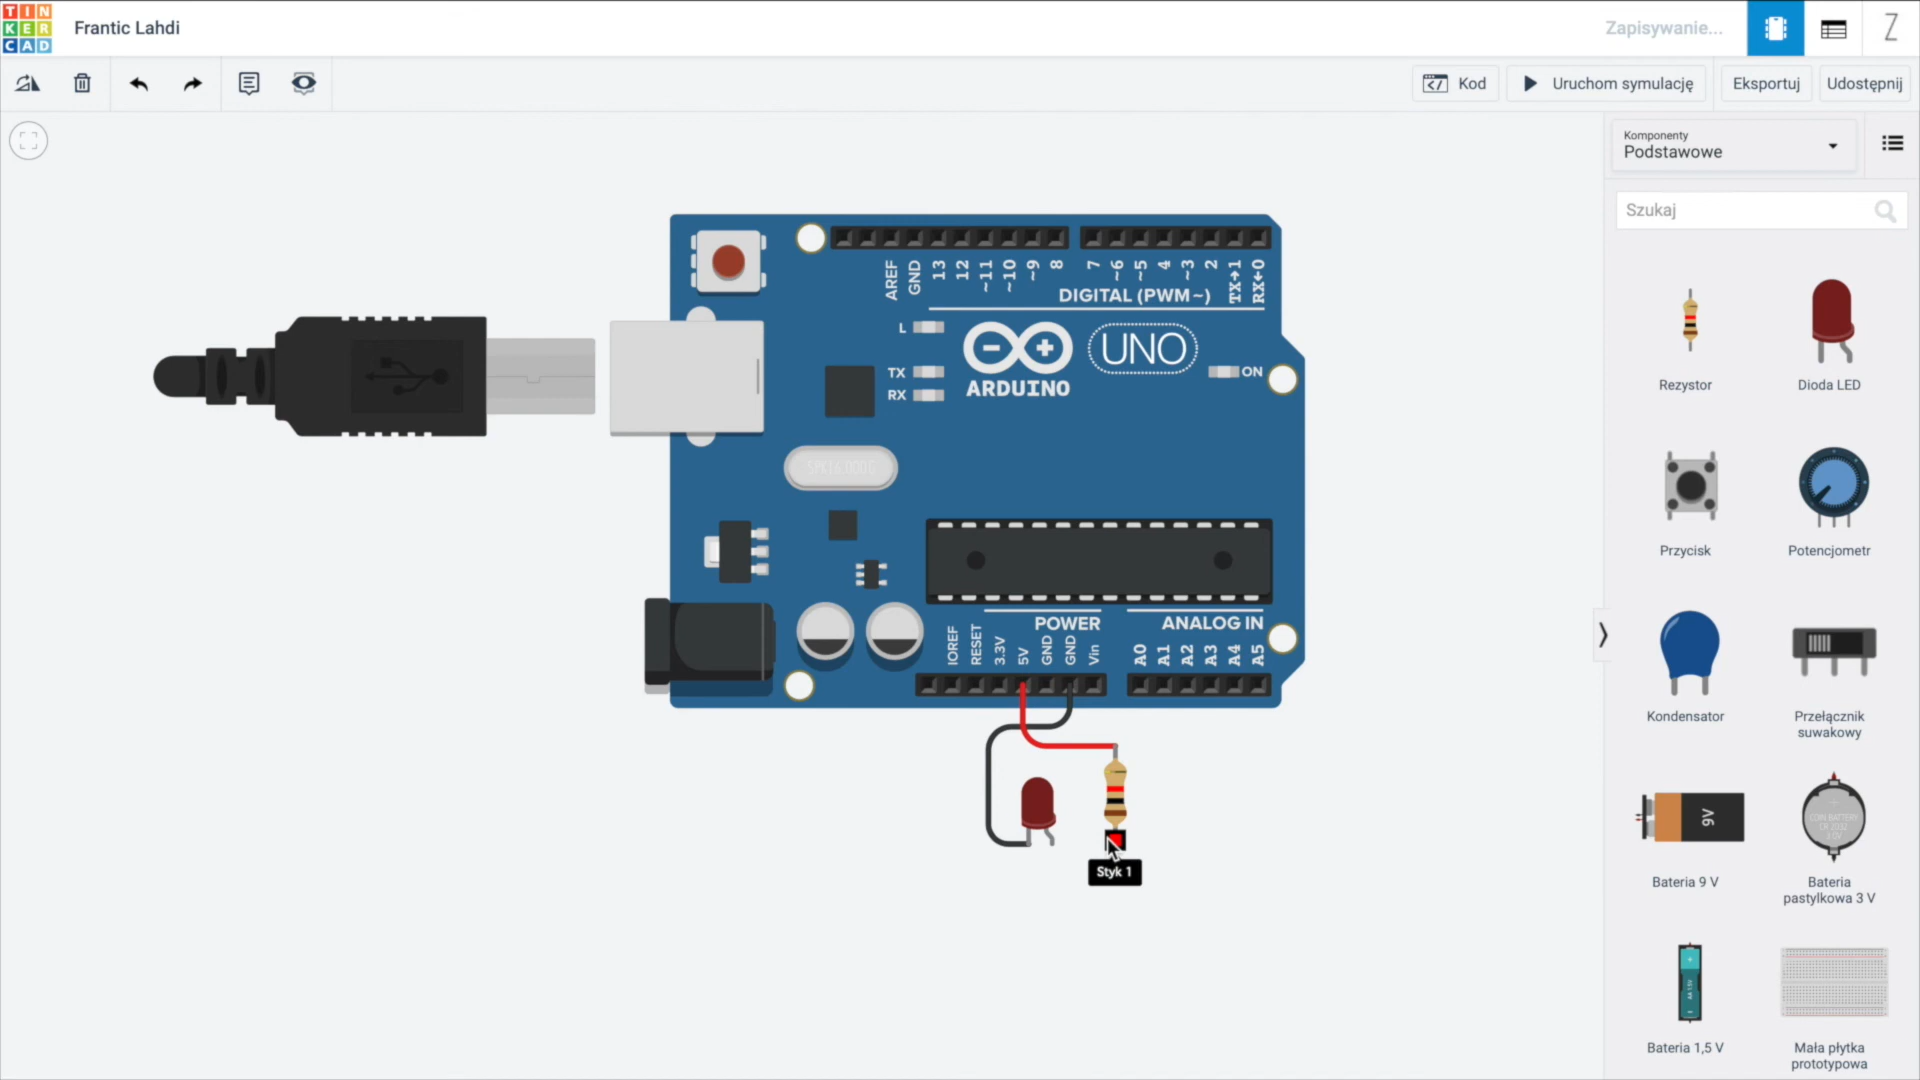 TIN
KER
CAD
Frantic Lahdi
Zapisywanie...
Kod
Uruchom symulację
Eksportuj
Udostępnij
Komponenty
Podstawowe
Szukaj
Rezystor
Dioda LED
Przycisk
Potencjometr
Kondensator
Przełącznik
suwakowy
9V
Bateria 9 V
Bateria
pastylkowa 3 V
Bateria 1,5 V
Mała płytka
prototypowa
AREF
GND
13
12
~11
~10
~9
8
7
~6
~5
4
~3
2
TX→1
RX←0
DIGITAL (PWM~)
L
TX
RX
ARDUINO
UNO
ON
POWER
ANALOG IN
IOREF
RESET
3.3V
5V
GND
GND
Vin
A0
A1
A2
A3
A4
A5
Styk 1